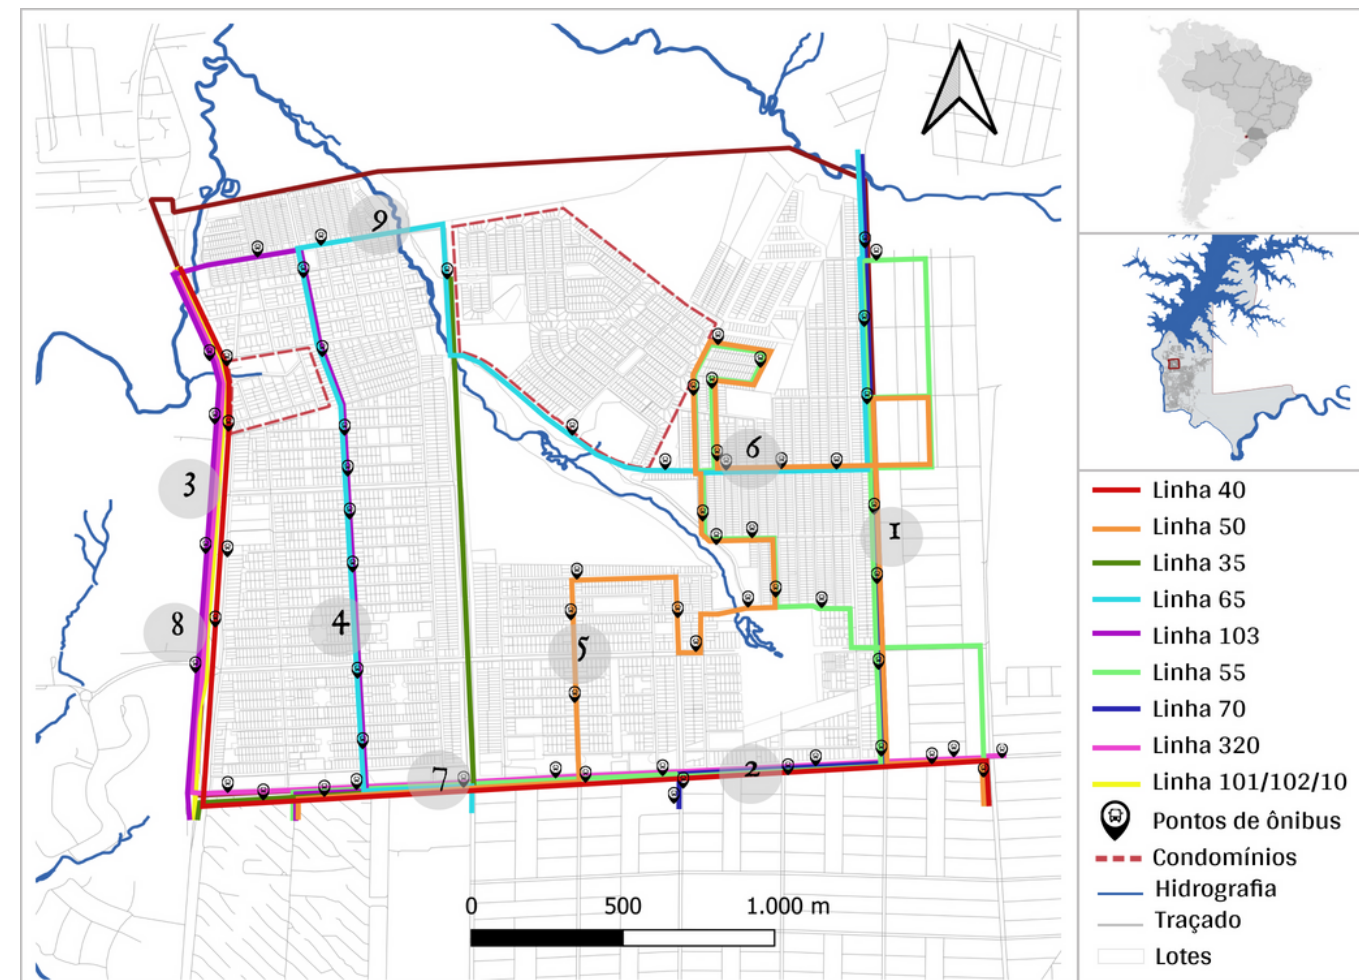 9
6
3
1
8
4
5
7
2
0 500 1.000 m
Linha 40
Linha 50
Linha 35
Linha 65
Linha 103
Linha 55
Linha 70
Linha 320
Linha 101/102/10
Pontos de ônibus
Condomínios
Hidrografia
Traçado
Lotes